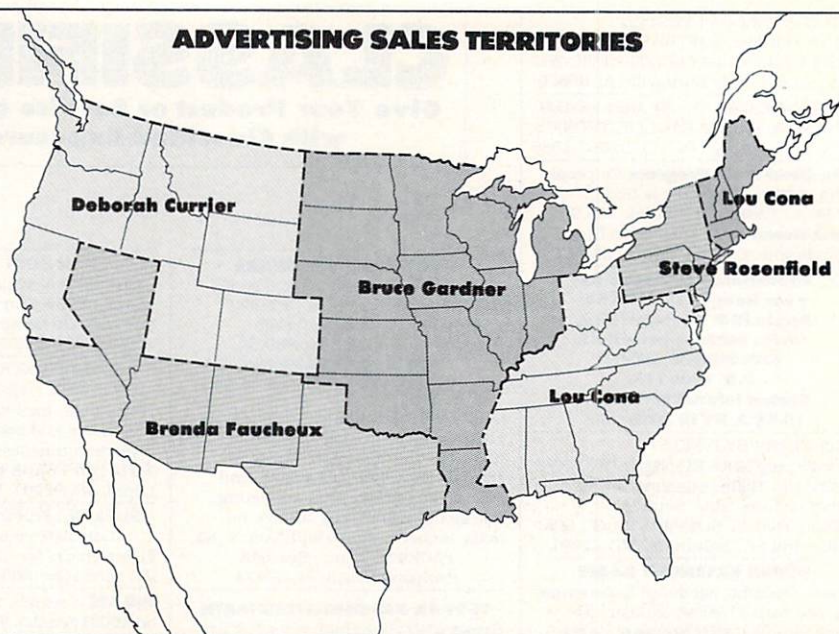 ADVERTISING SALES TERRITORIES
Deborah Currier
Lou Cona
Steve Rosenfield
Bruce Gardner
Lou Cona
Brenda Faucheux